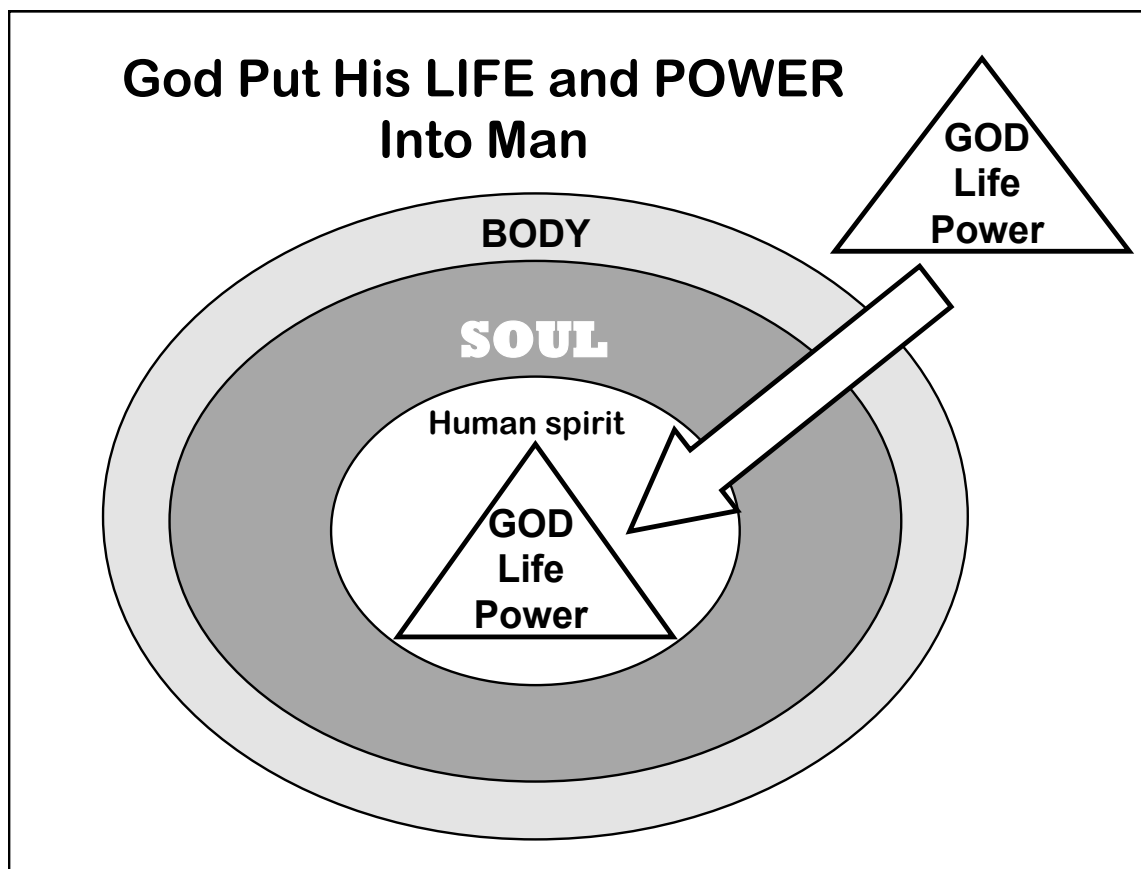 God Put His LIFE and POWER
Into Man
GOD
Life
Power
BODY
SOUL
Human spirit
GOD
Life
Power